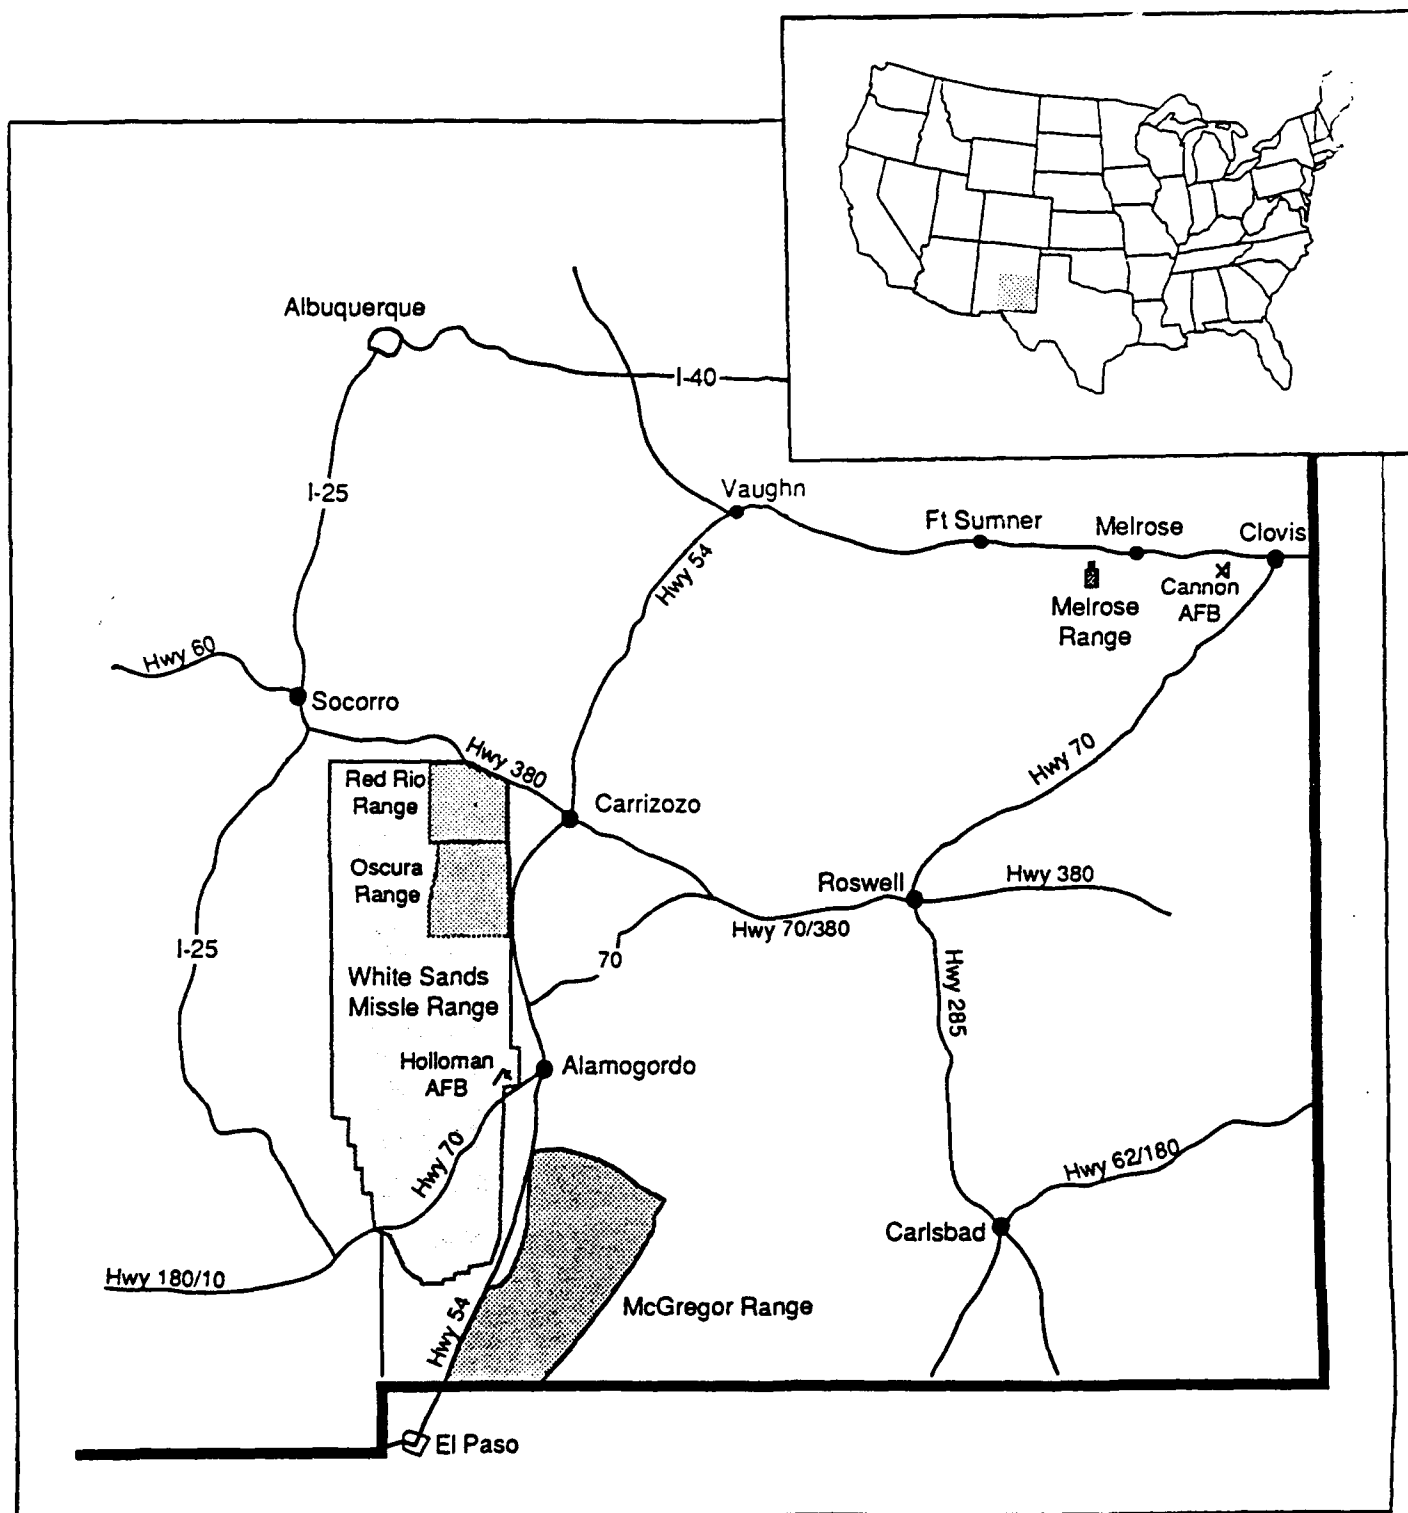 Albuquerque
I-40
I-25
Vaughn
Ft Sumner
Melrose
Clovis
Hwy 54
Cannon
AFB
Melrose
Range
Hwy 60
Socorro
Hwy 380
Hwy 70
Red Rio
Range
Carrizozo
Oscura
Range
Roswell
Hwy 380
Hwy 70/380
I-25
70
White Sands
Missle Range
Hwy 285
Holloman
AFB
Alamogordo
Hwy 70
Hwy 62/180
Carlsbad
Hwy 180/10
McGregor Range
Hwy 54
El Paso